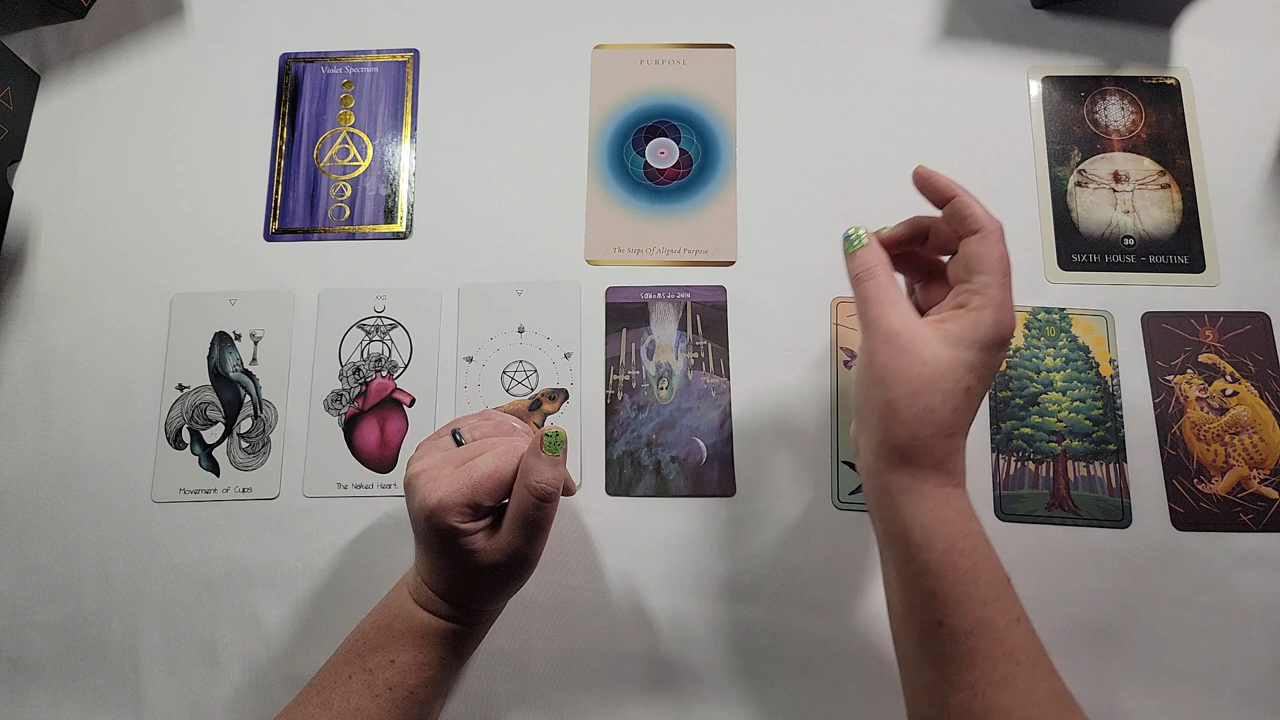 Violet Spectrum
PURPOSE
The Steps Of Aligned Purpose
30
SIXTH HOUSE - ROUTINE
Movement of Cups
XXII
The Naked Heart
NINE OF SWORDS
10
5